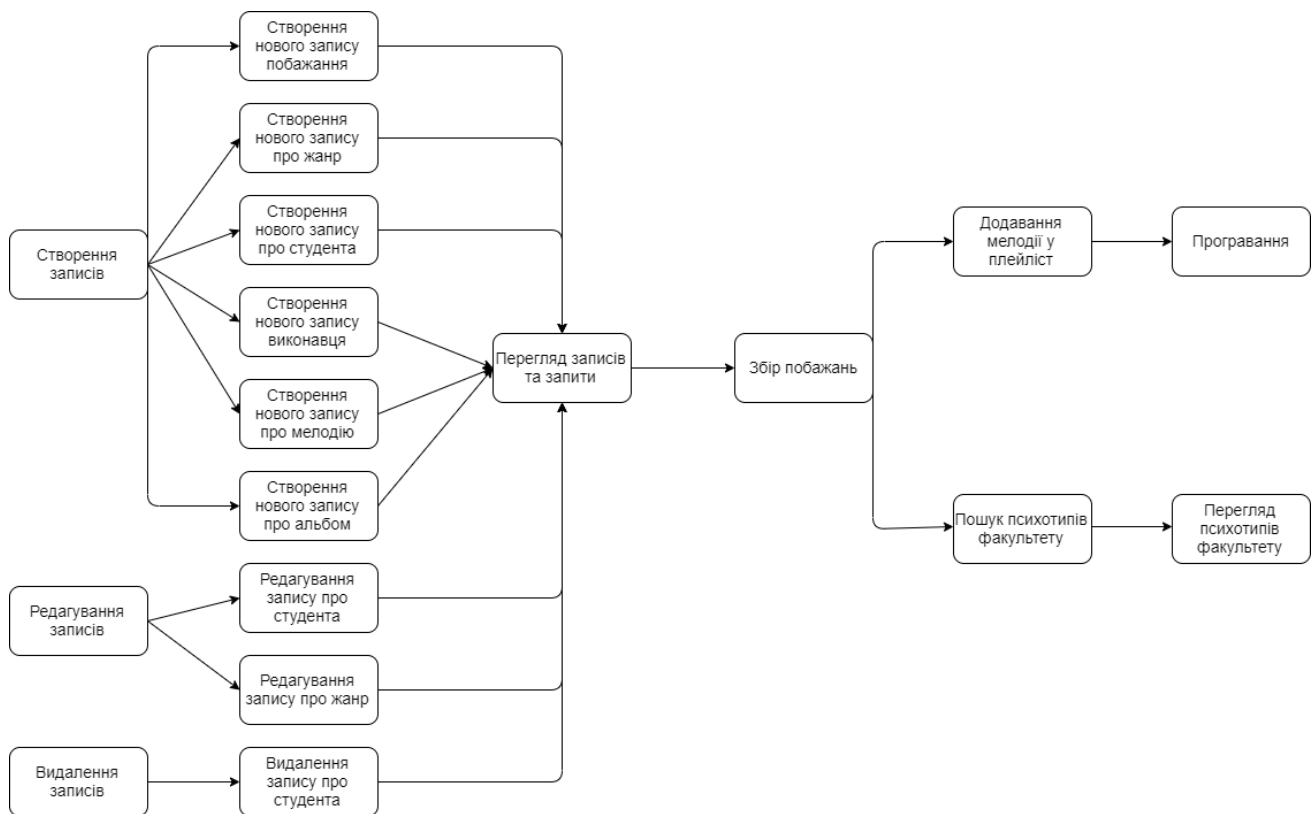 Створення
нового запису
побажання
Створення
нового запису
про жанр
Створення
нового запису
про студента
Створення
записів
Створення
нового запису
виконавця
Створення
нового запису
про мелодію
Створення
нового запису
про альбом
Редагування
записів
Редагування
запису про
студента
Редагування
запису про жанр
Видалення
записів
Видалення
запису про
студента
Перегляд записів
та запити
Збір побажань
Додавання
мелодії у
плейліст
Програвання
Пошук психотипів
факультету
Перегляд
психотипів
факультету